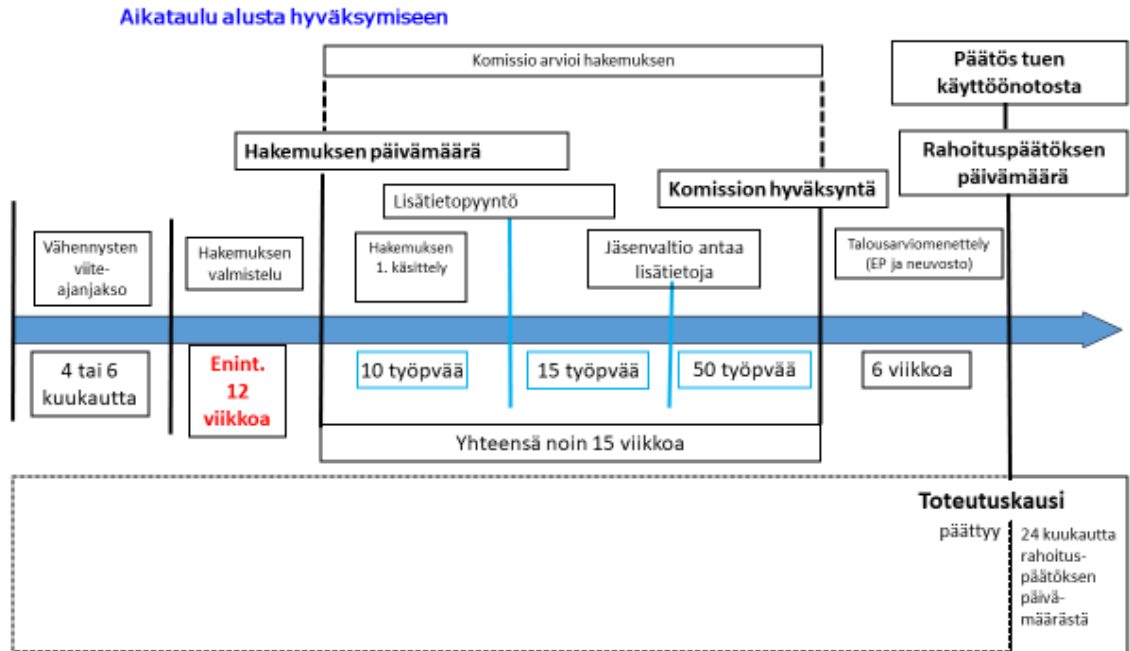 Aikataulu alusta hyväksymiseen
Komissio arvioi hakemuksen
Päätös tuen
käyttöönotosta
Hakemuksen päivämäärä
Rahoituspäätöksen
päivämäärä
Lisätietopyyntö
Komission hyväksyntä
Vähennysten
viite-
ajanjakso
Hakemuksen
valmistelu
Hakemuksen
1. käsittely
Jäsenvaltio antaa
lisätietoja
Talousarviomenettely
(EP ja neuvosto)
4 tai 6
kuukautta
Enint.
12
viikkoa
10 työpvää
15 työpvää
50 työpvää
6 viikkoa
Yhteensä noin 15 viikkoa
Toteutuskausi
päättyy
24 kuukautta
rahoitus-
päätöksen
päivä-
määrästä